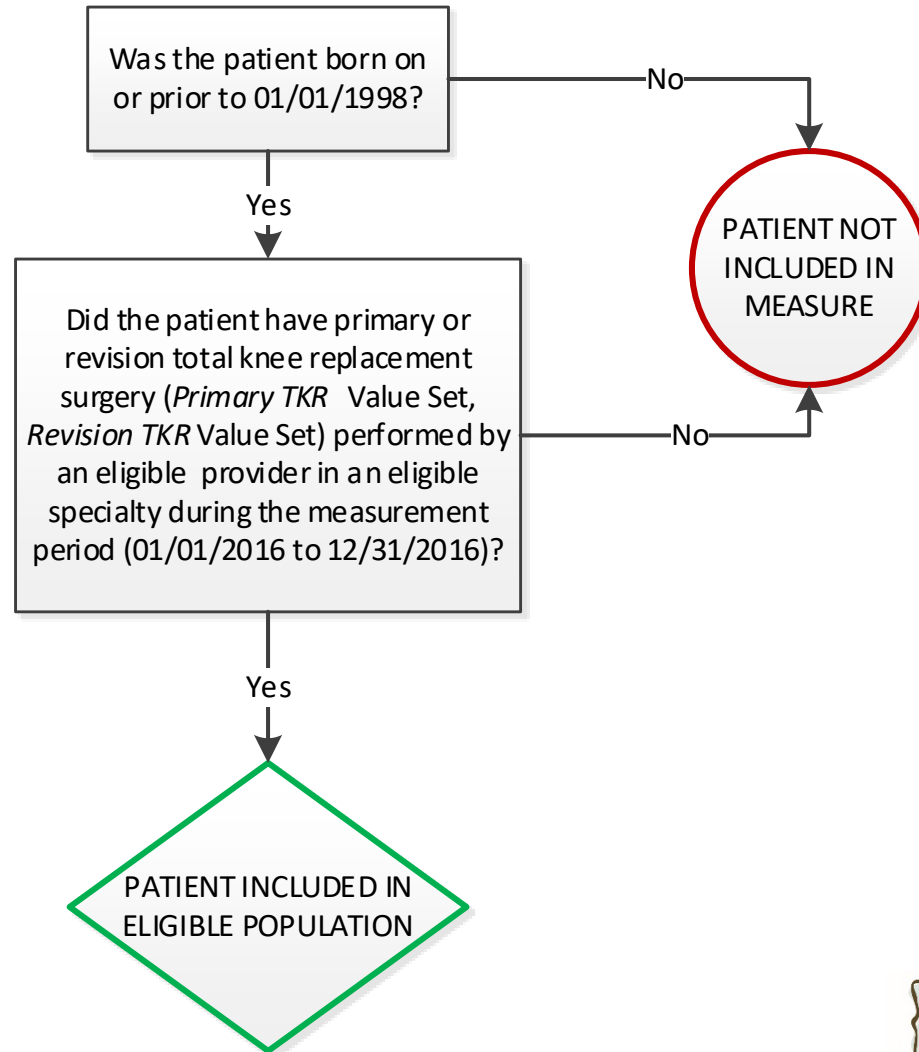 Was the patient born on
or prior to 01/01/1998?
No
Yes
PATIENT NOT
INCLUDED IN
MEASURE
Did the patient have primary or
revision total knee replacement
surgery (Primary TKR Value Set,
Revision TKR Value Set) performed by
an eligible provider in an eligible
specialty during the measurement
period (01/01/2016 to 12/31/2016)?
No
Yes
PATIENT INCLUDED IN
ELIGIBLE POPULATION